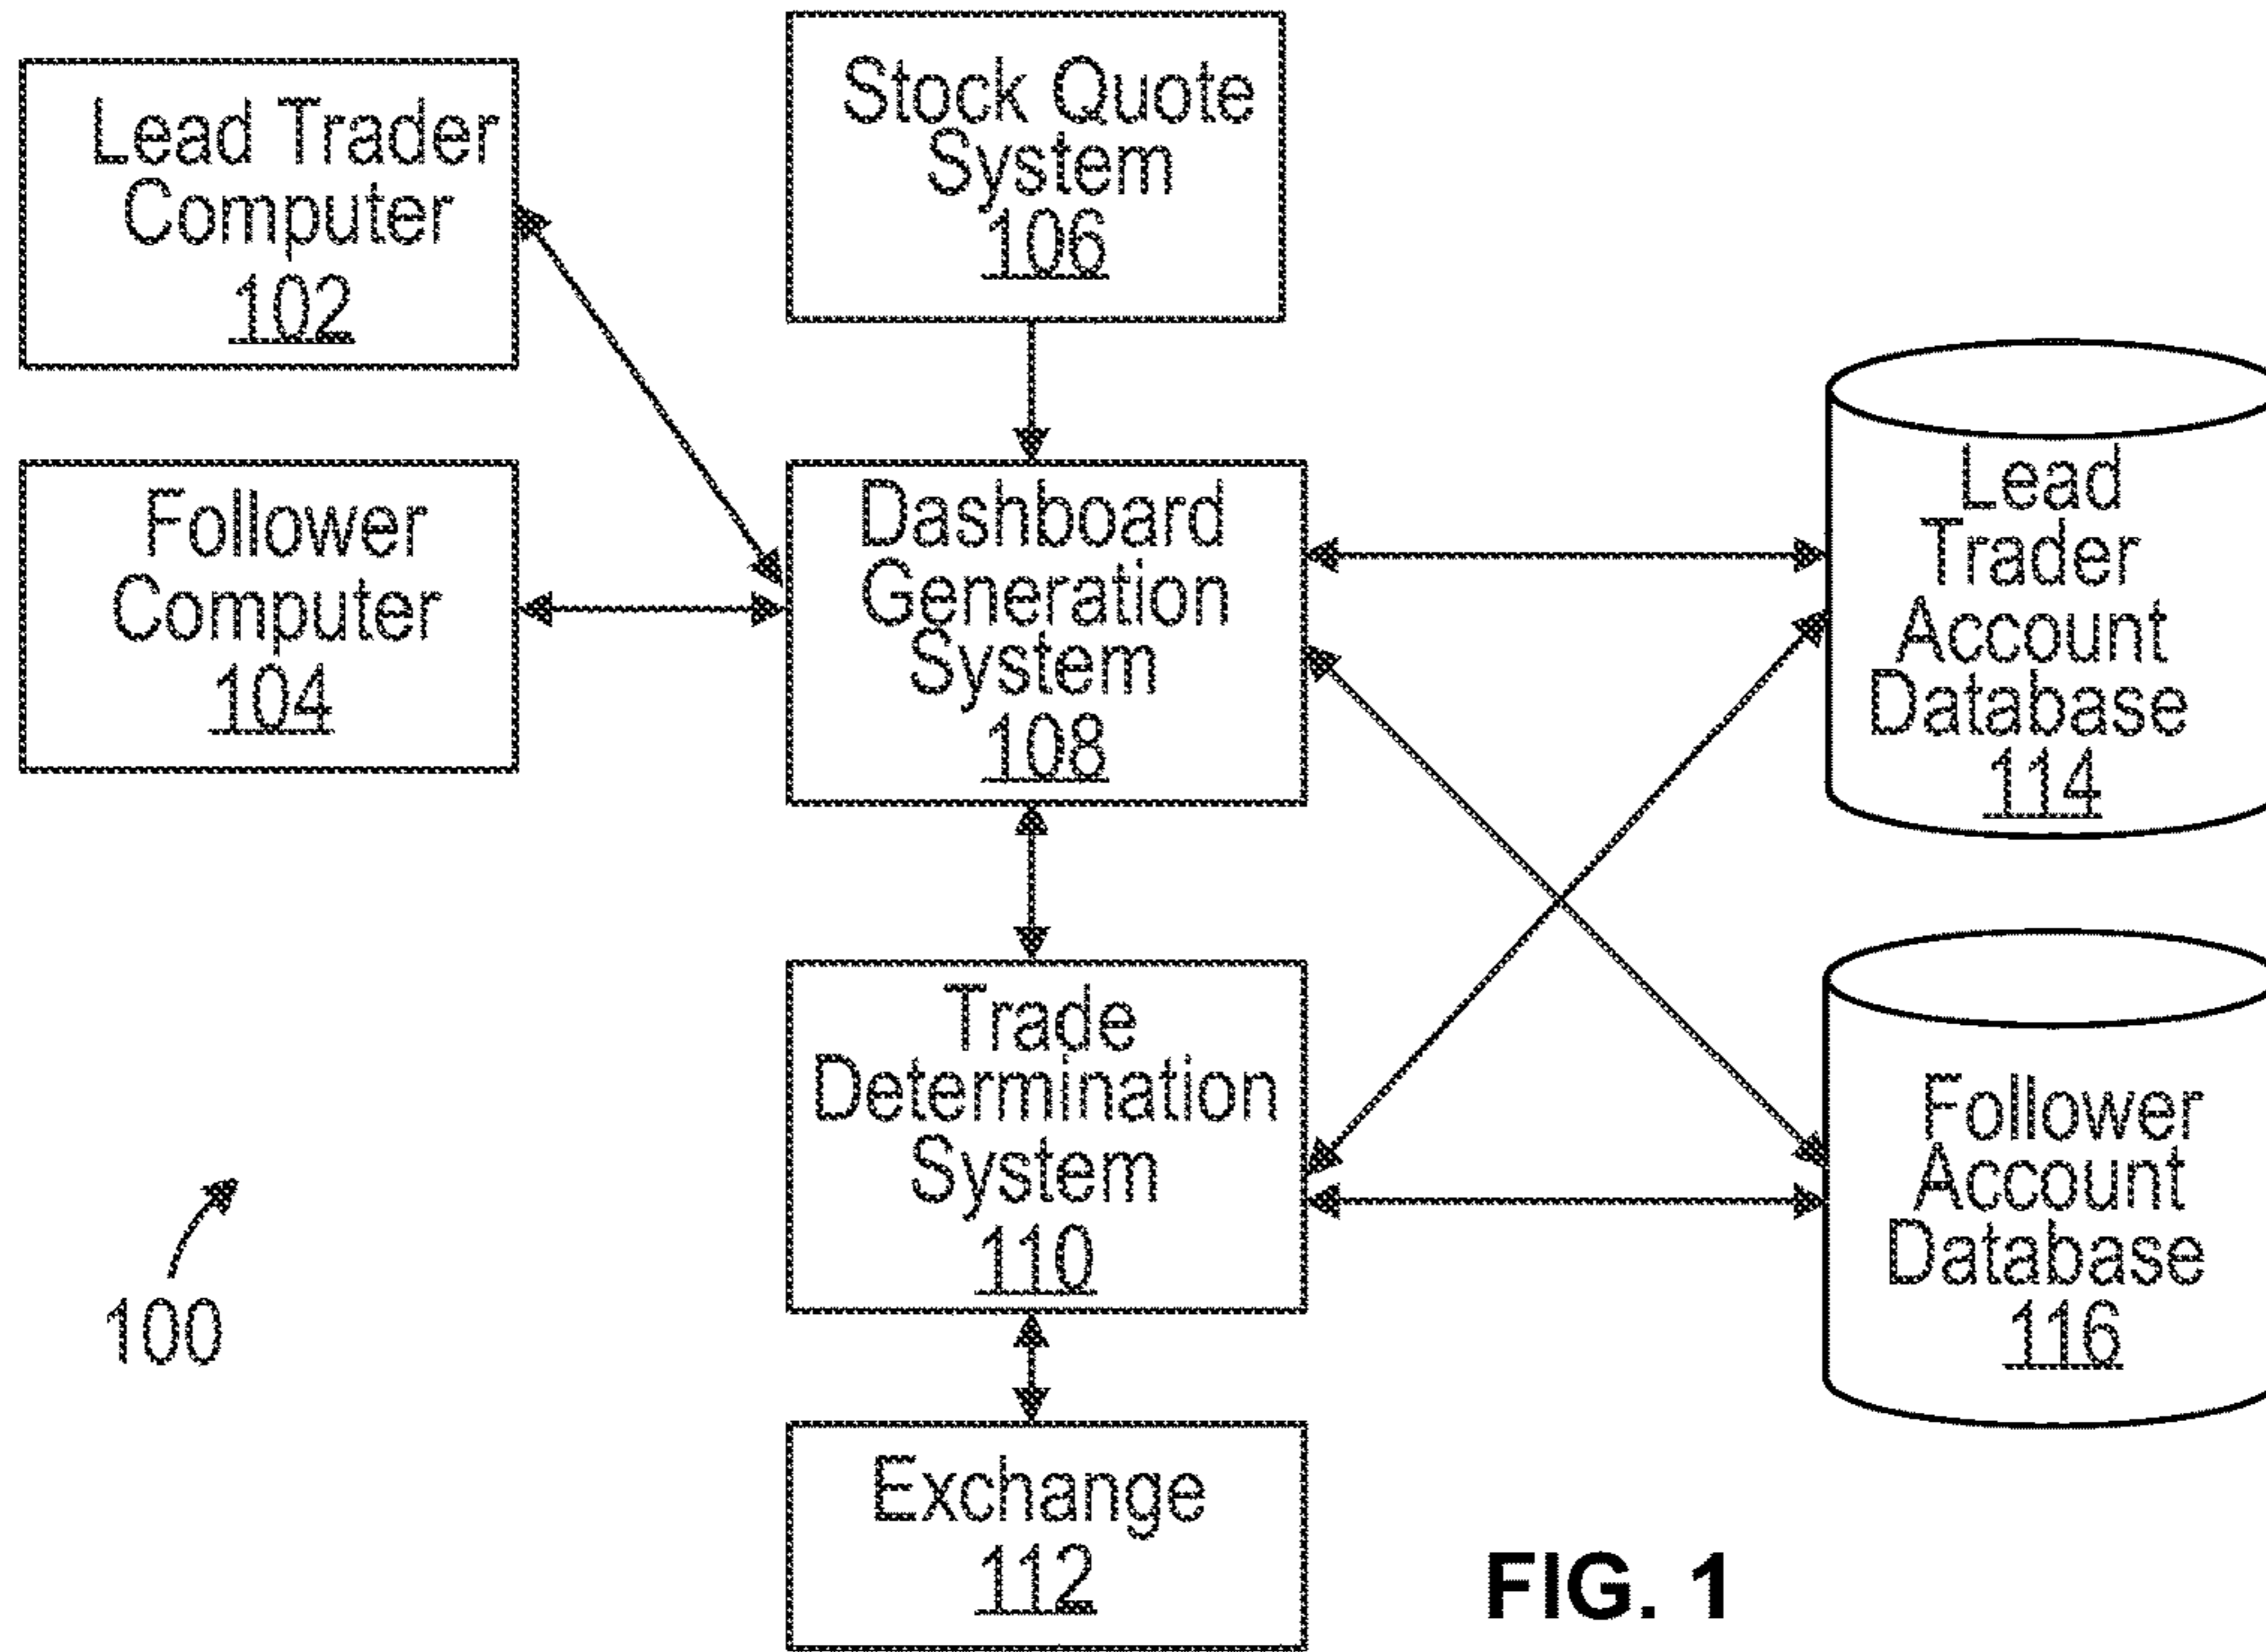 Lead Trader
Computer
102
Stock Quote
System
106
Follower
Computer
104
Dashboard
Generation
System
108
Lead
Trader
Account
Database
114
Trade
Determination
System
110
Follower
Account
Database
116
100
Exchange
112
FIG. 1